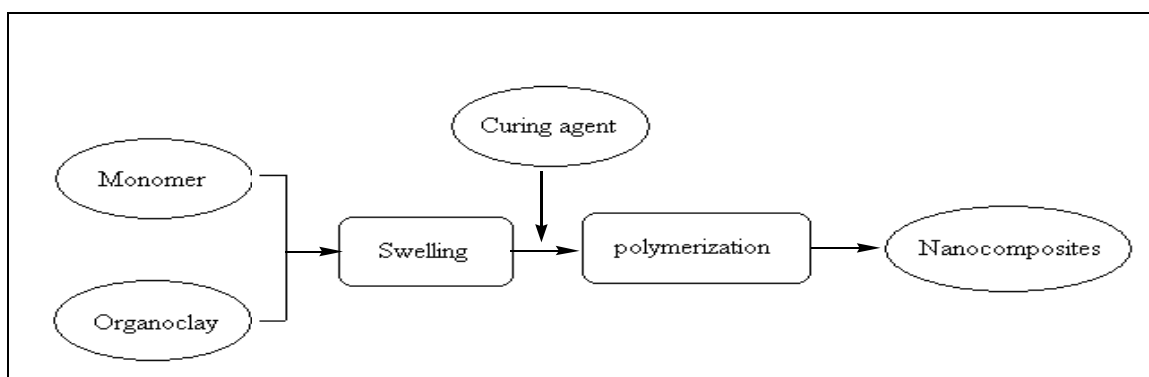 Curing agent
Monomer
Swelling
polymerization
Nanocomposites
Organoclay